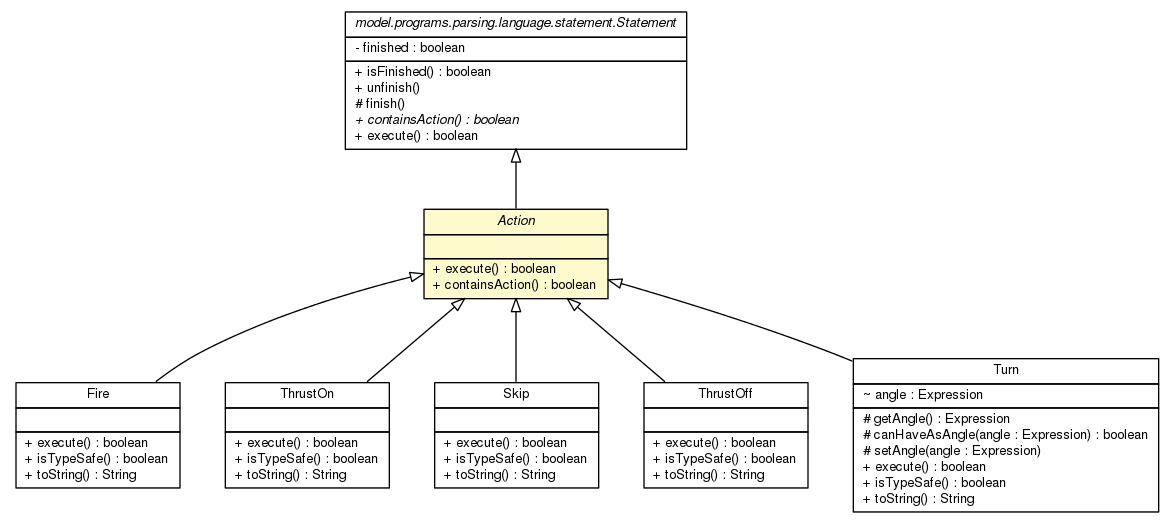 model.programs.parsing.language.statement.Statement
- finished : boolean
+ isFinished() : boolean
+ unfinish()
# finish()
+ containsAction() : boolean
+ execute() : boolean
Action
+ execute() : boolean
+ containsAction() : boolean
Fire
+ execute() : boolean
+ isTypeSafe() : boolean
+ toString() : String
ThrustOn
+ execute() : boolean
+ isTypeSafe() : boolean
+ toString() : String
Skip
+ execute() : boolean
+ isTypeSafe() : boolean
+ toString() : String
ThrustOff
+ execute() : boolean
+ isTypeSafe() : boolean
+ toString() : String
Turn
~ angle : Expression
# getAngle() : Expression
# canHaveAsAngle(angle : Expression) : boolean
# setAngle(angle : Expression)
+ execute() : boolean
+ isTypeSafe() : boolean
+ toString() : String